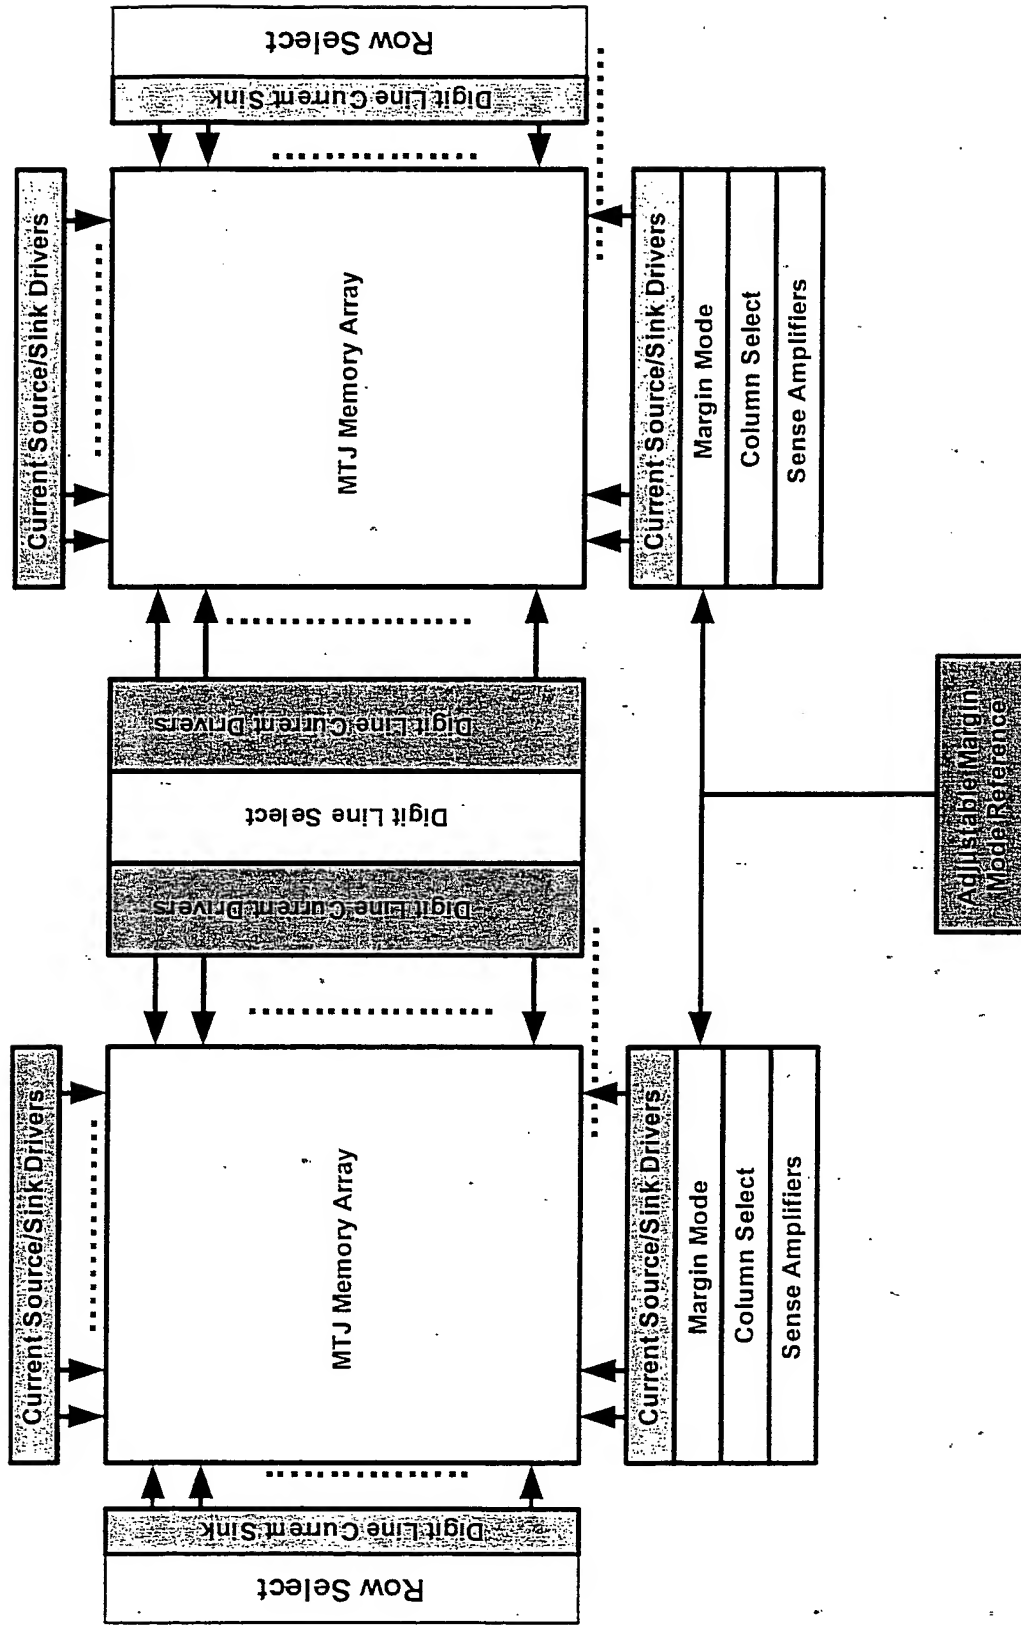 Row Select
Digit Line Current Sink
Current Source/Sink Drivers
MTJ Memory Array
Current Source/Sink Drivers
Margin Mode
Column Select
Sense Amplifiers
Digit Line Current Drivers
Digit Line Select
Digit Line Current Drivers
Adjustable Margin
Mode Reference
Current Source/Sink Drivers
MTJ Memory Array
Current Source/Sink Drivers
Margin Mode
Column Select
Sense Amplifiers
Digit Line Current Sink
Row Select